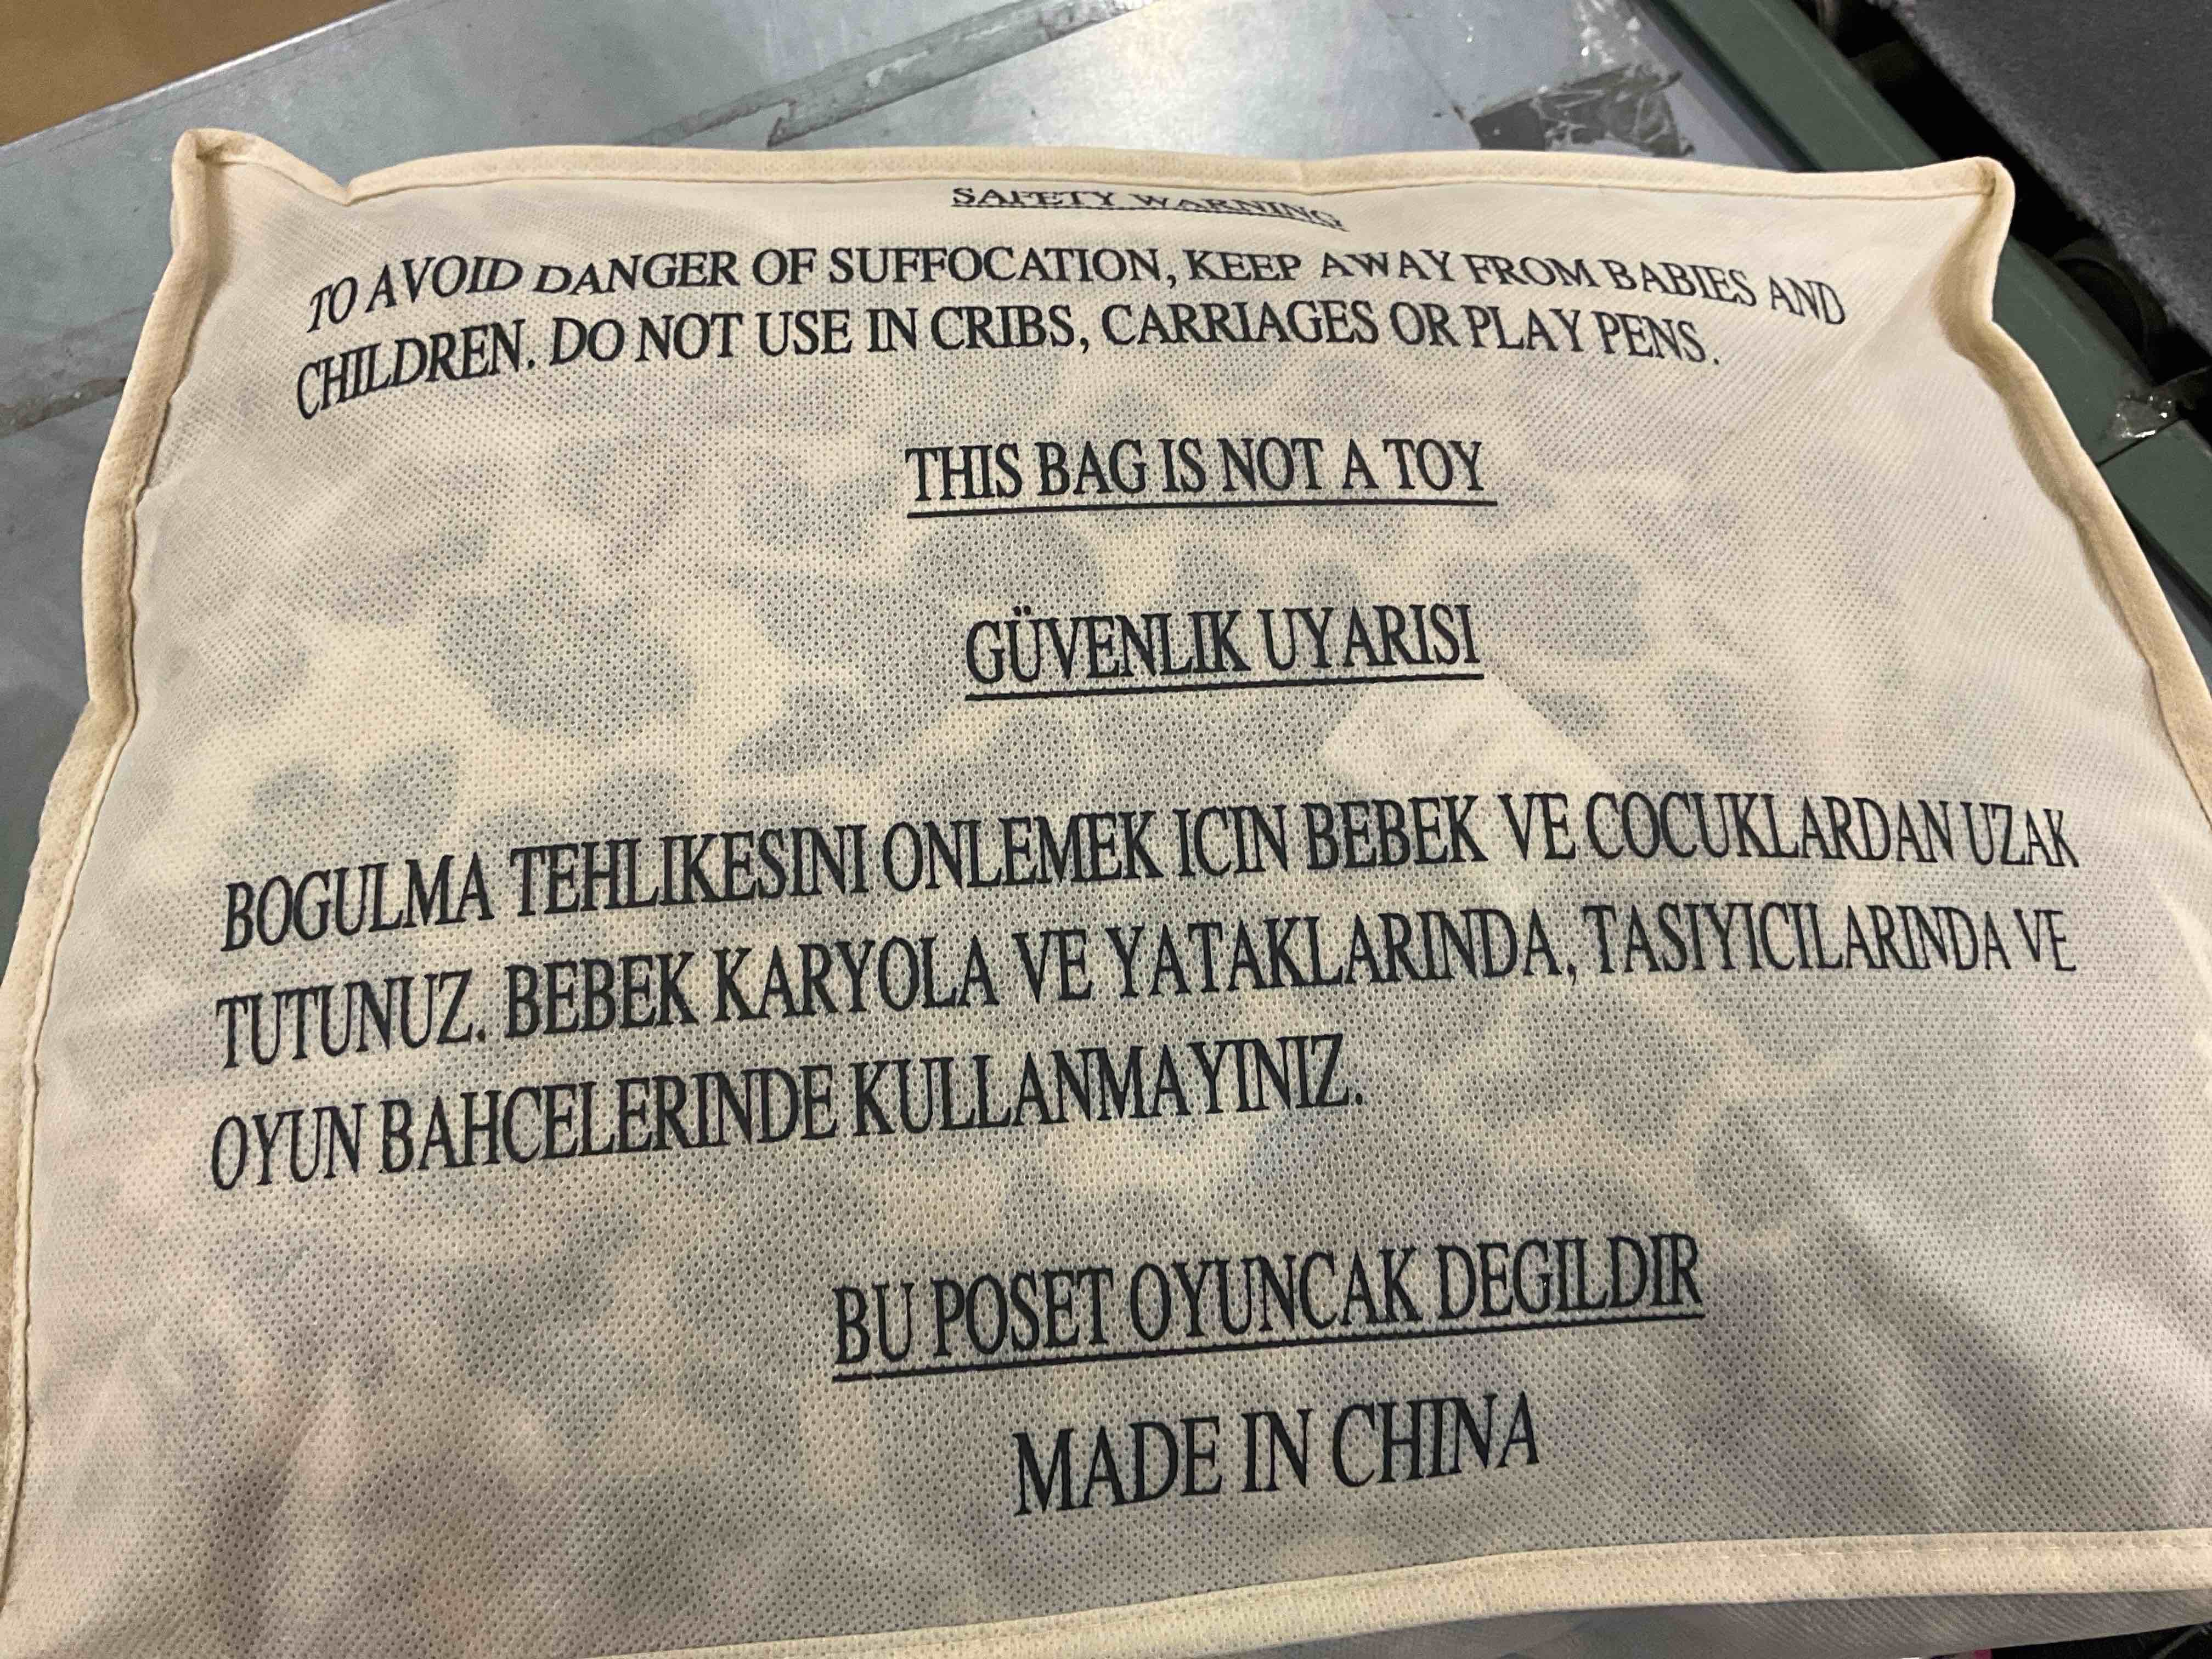 SAFETY WARNING
TO AVOID DANGER OF SUFFOCATION, KEEP AWAY FROM BABIES AND
CHILDREN. DO NOT USE IN CRIBS, CARRIAGES OR PLAY PENS.
THIS BAG IS NOT A TOY
GÜVENLIK UYARISI
BOGULMA TEHLIKESINI ONLEMEK ICIN BEBEK VE COCUKLARDAN UZAK
TUTUNUZ. BEBEK KARYOLA VE YATAKLARINDA, TASIYICILARINDA VE
OYUN BAHCELERINDE KULLANMAYINIZ.
BU POSET OYUNCAK DEGILDIR
MADE IN CHINA